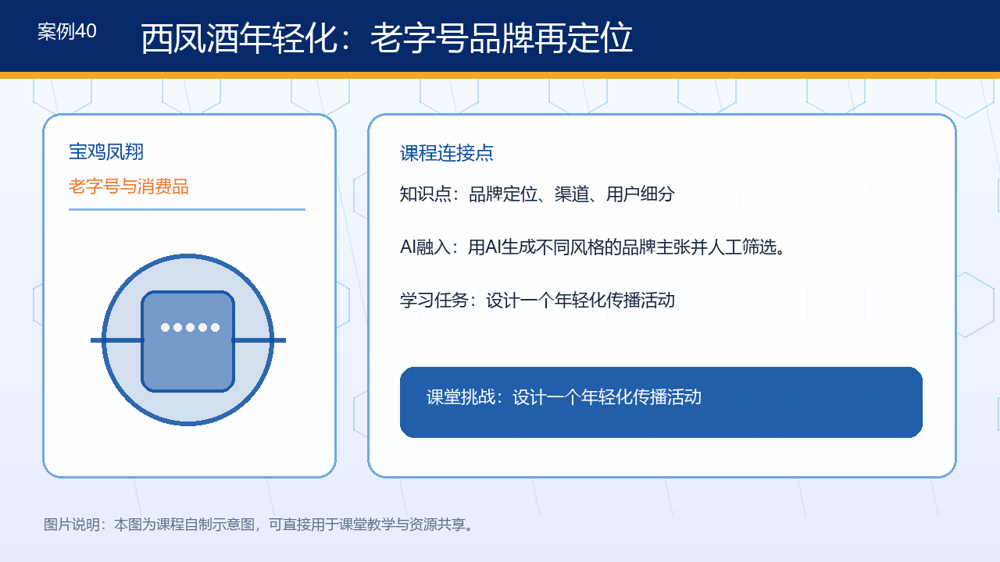 案例40
西凤酒年轻化：老字号品牌再定位
宝鸡凤翔
老字号与消费品
课程连接点
知识点：品牌定位、渠道、用户细分
AI融入：用AI生成不同风格的品牌主张并人工筛选。
学习任务：设计一个年轻化传播活动
课堂挑战：设计一个年轻化传播活动
图片说明：本图为课程自制示意图，可直接用于课堂教学与资源共享。